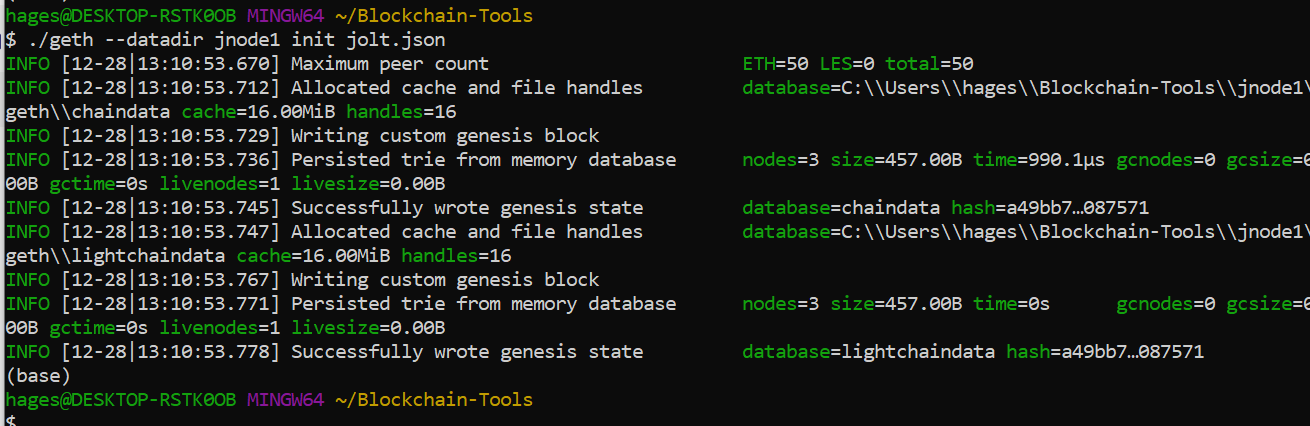 hages@DESKTOP-RSTK0OB MINGW64 ~/Blockchain-Tools
$ ./geth --datadir jnode1 init jolt.json
INFO [12-28|13:10:53.670] Maximum peer count                       ETH=50 LES=0 total=50
INFO [12-28|13:10:53.712] Allocated cache and file handles         database=C:\\Users\\hages\\Blockchain-Tools\\jnode1\
geth\\chaindata cache=16.00MiB handles=16
INFO [12-28|13:10:53.729] Writing custom genesis block
INFO [12-28|13:10:53.736] Persisted trie from memory database      nodes=3 size=457.00B time=990.1µs gcnodes=0 gcsize=0
00B gctime=0s livenodes=1 livesize=0.00B
INFO [12-28|13:10:53.745] Successfully wrote genesis state         database=chaindata hash=a49bb7…087571
INFO [12-28|13:10:53.747] Allocated cache and file handles         database=C:\\Users\\hages\\Blockchain-Tools\\jnode1\
geth\\lightchaindata cache=16.00MiB handles=16
INFO [12-28|13:10:53.767] Writing custom genesis block
INFO [12-28|13:10:53.771] Persisted trie from memory database      nodes=3 size=457.00B time=0s      gcnodes=0 gcsize=0
00B gctime=0s livenodes=1 livesize=0.00B
INFO [12-28|13:10:53.778] Successfully wrote genesis state         database=lightchaindata hash=a49bb7…087571
(base)
hages@DESKTOP-RSTK0OB MINGW64 ~/Blockchain-Tools
$